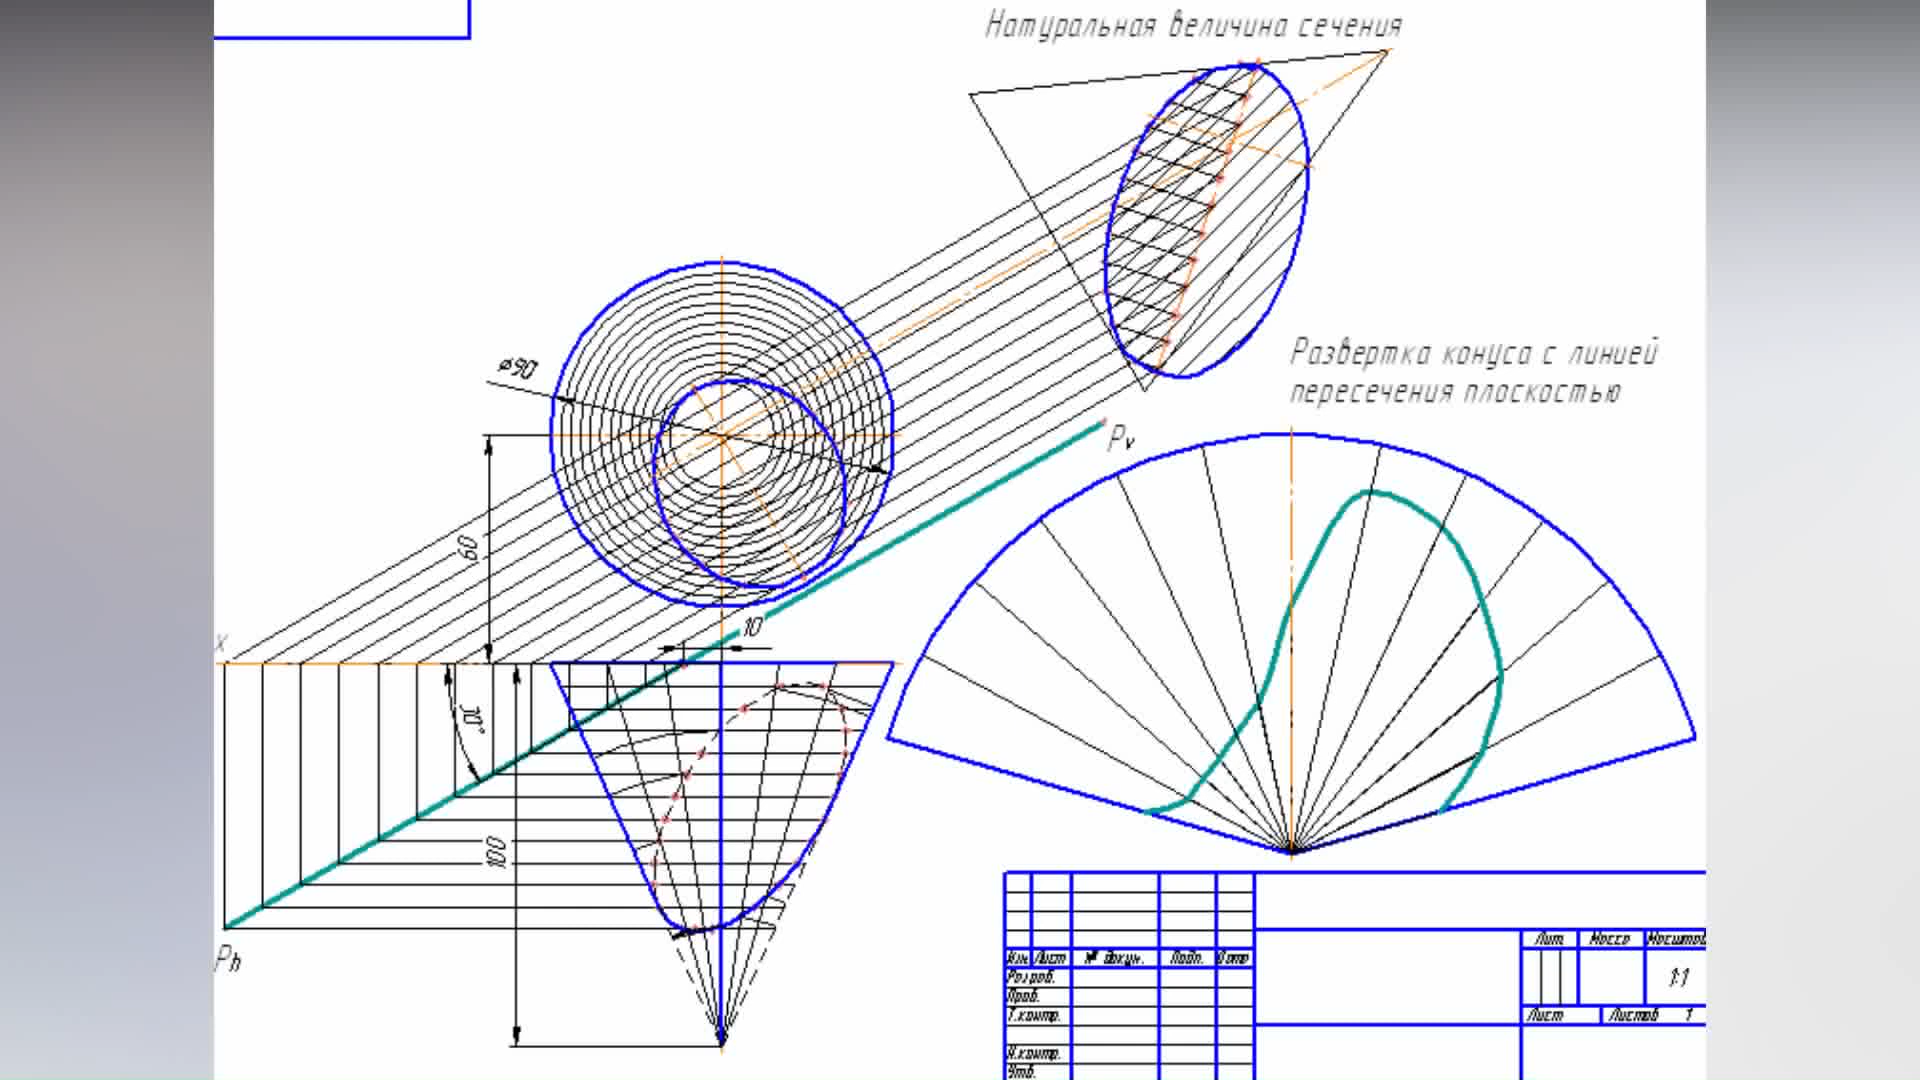 Натуральная величина сечения
ø90
Развертка конуса с линией
пересечения плоскостью
Pv
60
10
x
30°
100
Ph
Лит. Масса Масштаб
Изм. Лист № докум. Подп. Дата
Разраб.
1:1
Пров.
Т.контр.
Лист Листов 1
Н.контр.
Утв.